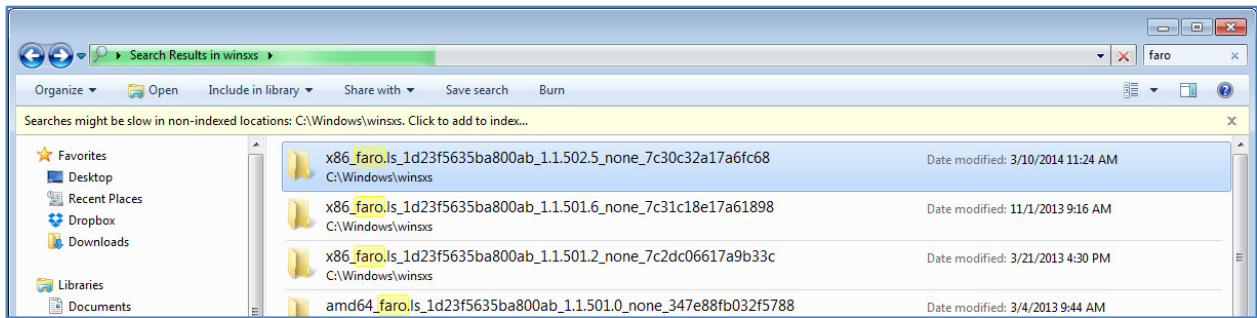 Search Results in winsxs
faro
Organize Open Include in library Share with Save search Burn
Searches might be slow in non-indexed locations: C:\Windows\winsxs. Click to add to index...
Favorites
Desktop
Recent Places
Dropbox
Downloads
Libraries
Documents
x86_faro.ls_1d23f5635ba800ab_1.1.502.5_none_7c30c32a17a6fc68
C:\Windows\winsxs
Date modified: 3/10/2014 11:24 AM
x86_faro.ls_1d23f5635ba800ab_1.1.501.6_none_7c31c18e17a61898
C:\Windows\winsxs
Date modified: 11/1/2013 9:16 AM
x86_faro.ls_1d23f5635ba800ab_1.1.501.2_none_7c2dc06617a9b33c
C:\Windows\winsxs
Date modified: 3/21/2013 4:30 PM
amd64_faro.ls_1d23f5635ba800ab_1.1.501.0_none_347e88fb032f5788
Date modified: 3/4/2013 9:44 AM